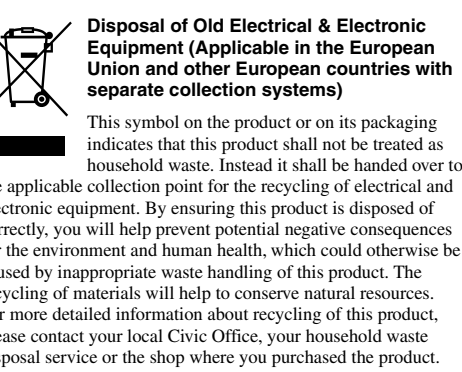 Disposal of Old Electrical & Electronic
Equipment (Applicable in the European
Union and other European countries with
separate collection systems)
This symbol on the product or on its packaging
indicates that this product shall not be treated as
household waste. Instead it shall be handed over to
e applicable collection point for the recycling of electrical and
ectronic equipment. By ensuring this product is disposed of
rrectly, you will help prevent potential negative consequences
r the environment and human health, which could otherwise be
used by inappropriate waste handling of this product. The
cycling of materials will help to conserve natural resources.
r more detailed information about recycling of this product,
ease contact your local Civic Office, your household waste
sposal service or the shop where you purchased the product.